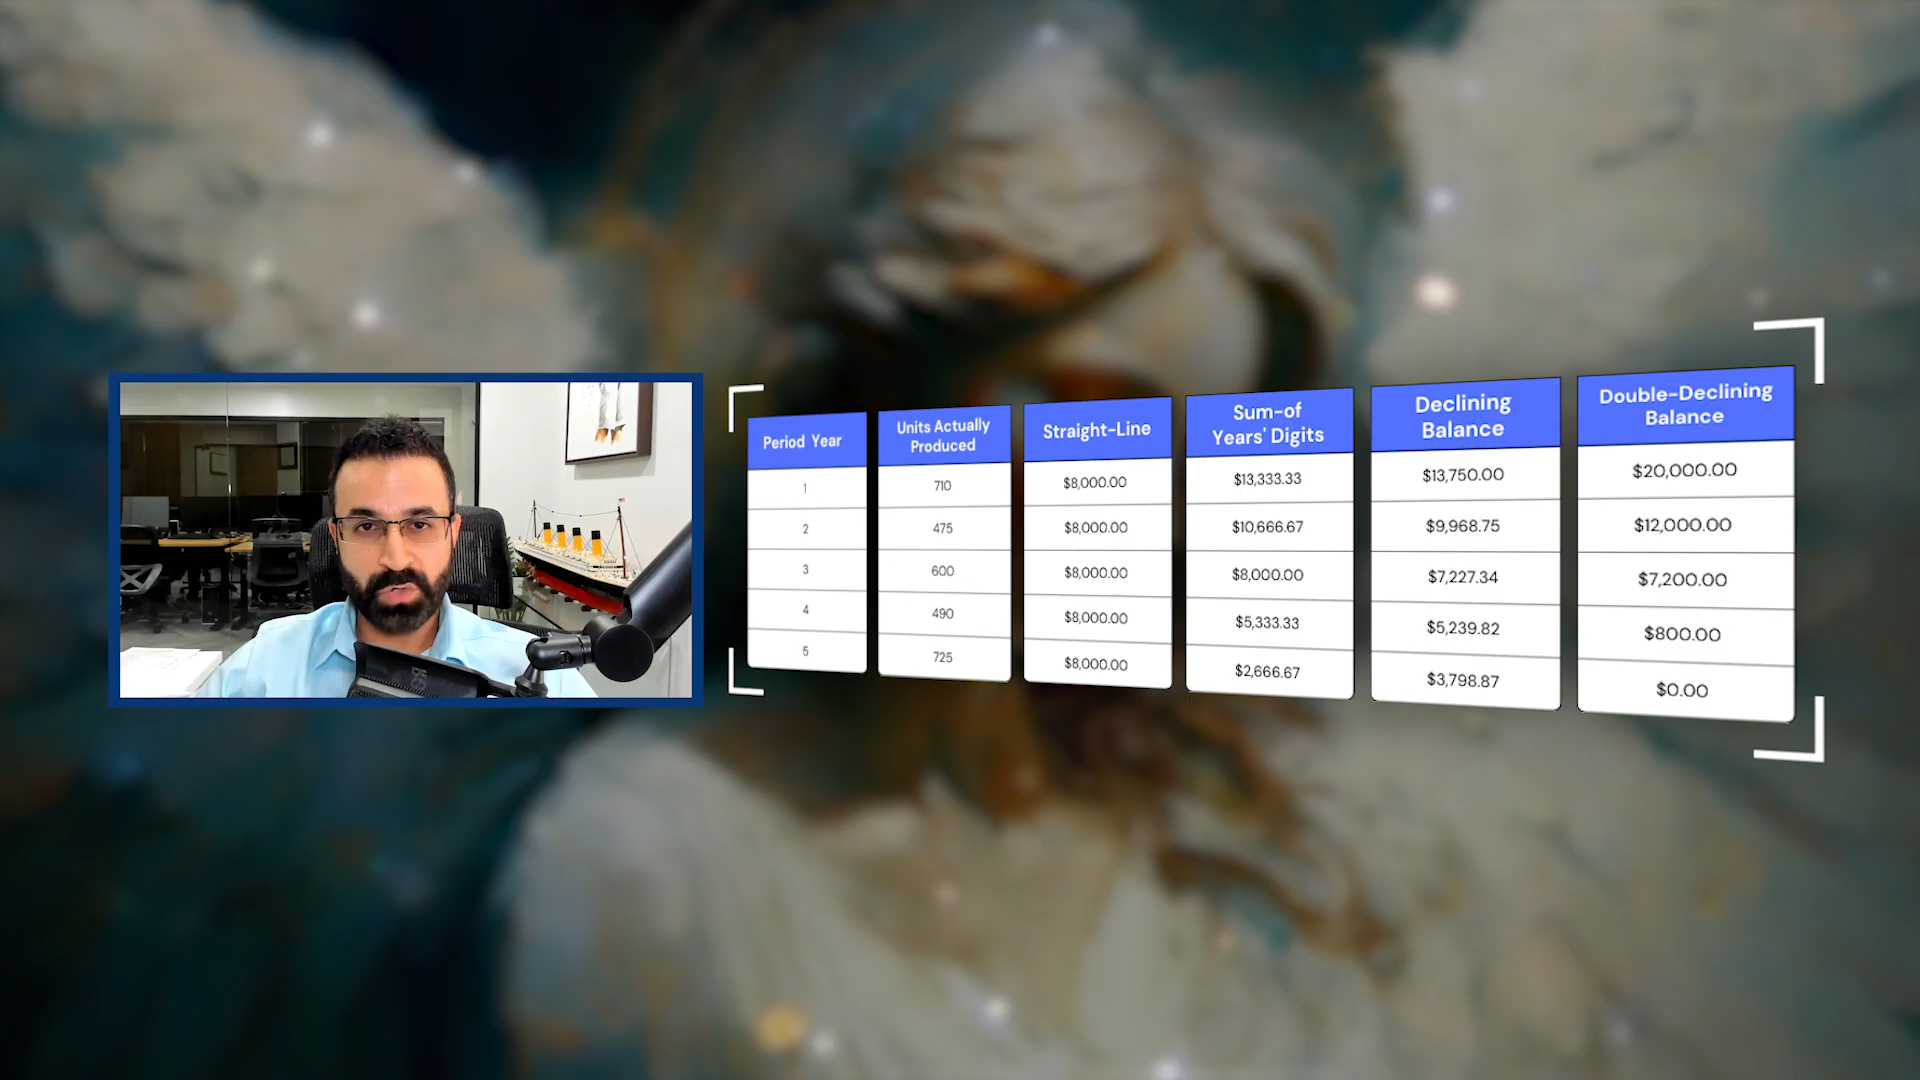 Period Year
Units Actually
Produced
Straight-Line
Sum-of
Years' Digits
Declining
Balance
Double-Declining
Balance
1 710 $8,000.00 $13,333.33 $13,750.00 $20,000.00
2 475 $8,000.00 $10,666.67 $9,968.75 $12,000.00
3 600 $8,000.00 $8,000.00 $7,227.34 $7,200.00
4 490 $8,000.00 $5,333.33 $5,239.82 $800.00
5 725 $8,000.00 $2,666.67 $3,798.87 $0.00